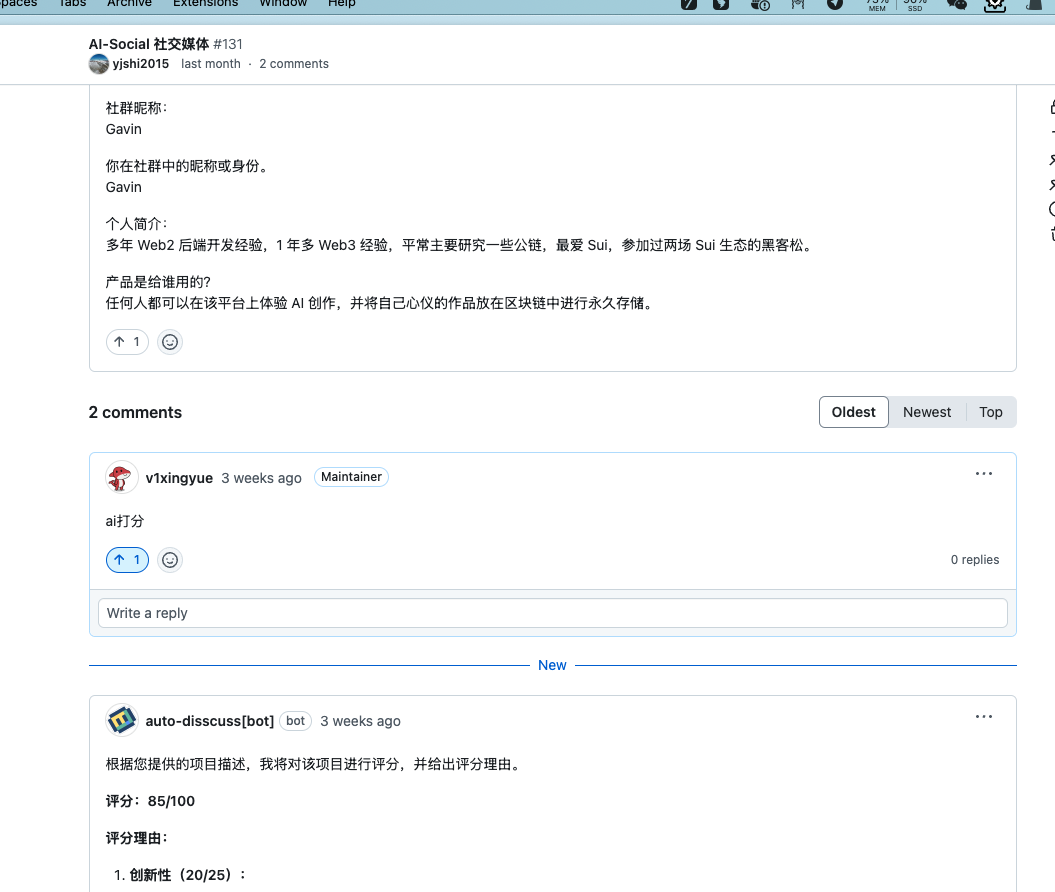 Spaces Tabs Archive Extensions Window Help
MEM SSD
AI-Social 社交媒体 #131
yjshi2015 last month · 2 comments
社群昵称：
Gavin
你在社群中的昵称或身份。
Gavin
个人简介：
多年 Web2 后端开发经验，1 年多 Web3 经验，平常主要研究一些公链，最爱 Sui，参加过两场 Sui 生态的黑客松。
产品是给谁用的?
任何人都可以在该平台上体验 AI 创作，并将自己心仪的作品放在区块链中进行永久存储。
1
2 comments
Oldest Newest Top
v1xingyue 3 weeks ago Maintainer
ai打分
1 0 replies
Write a reply
New
auto-disscuss[bot] bot 3 weeks ago
根据您提供的项目描述，我将对该项目进行评分，并给出评分理由。
评分：85/100
评分理由：
1. 创新性（20/25）：